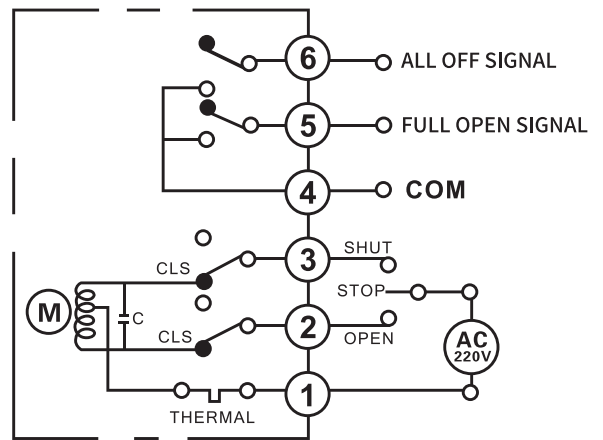 6 ALL OFF SIGNAL
5 FULL OPEN SIGNAL
4 COM
3 SHUT
CLS
STOP
M
C
CLS
2 OPEN
AC
220V
1
THERMAL